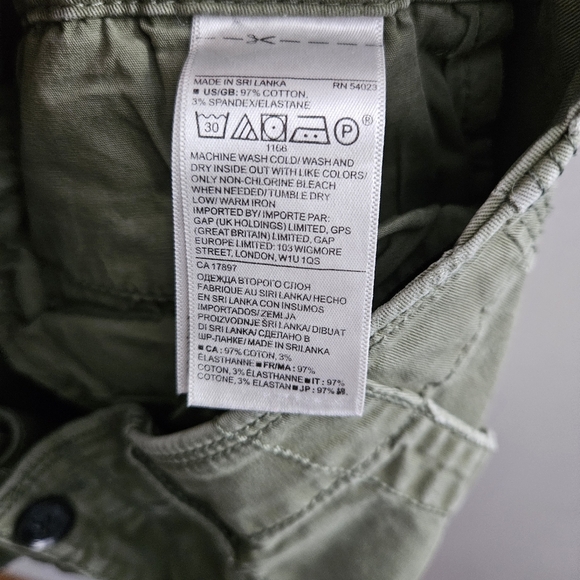 MADE IN SRI LANKA RN 54023
■ US/GB: 97% COTTON,
3% SPANDEX/ELASTANE
30 P ®
1166
MACHINE WASH COLD/ WASH AND
DRY INSIDE OUT WITH LIKE COLORS/
ONLY NON-CHLORINE BLEACH
WHEN NEEDED/TUMBLE DRY
LOW/ WARM IRON
IMPORTED BY/ IMPORTE PAR:
GAP (UK HOLDINGS) LIMITED, GPS
(GREAT BRITAIN) LIMITED, GAP
EUROPE LIMITED: 103 WIGMORE
STREET, LONDON, W1U 1QS
CA 17897
ОДЕЖДА ВТОРОГО СЛОЯ
FABRIQUE AU SRI LANKA/ HECHO
EN SRI LANKA CON INSUMOS
IMPORTADOS/ ZEMLJA
PROIZVODNJE ŠRI LANKA/ DIBUAT
DI SRI LANKA/ СДЕЛАНО В
ШР-ЛАНКЕ/ MADE IN SRILANKA
■ CA : 97% COTTON, 3%
ÉLASTHANNE ■ FR/MA : 97%
COTON, 3% ÉLASTHANNE ■ IT : 97%
COTONE, 3% ELASTAN ■ JP : 97% 綿,